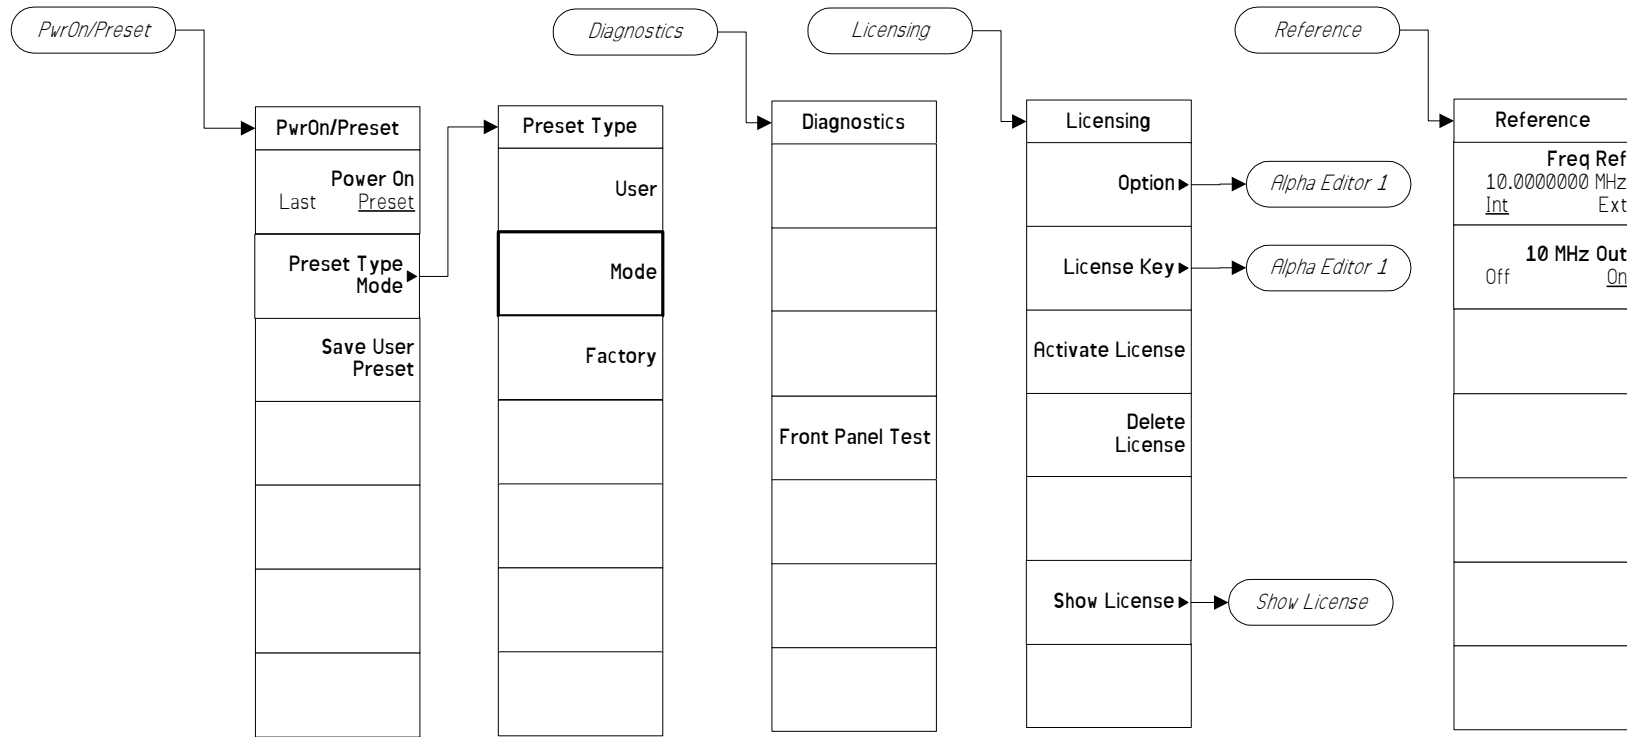 PwrOn/Preset
Diagnostics
Licensing
Reference
PwrOn/Preset
Power On
Last Preset
Preset Type
Mode
Save User
Preset
Preset Type
User
Mode
Factory
Diagnostics
Front Panel Test
Licensing
Option
Alpha Editor 1
License Key
Alpha Editor 1
Activate License
Delete
License
Show License
Show License
Reference
Freq Ref
10.0000000 MHz
Int Ext
10 MHz Out
Off On